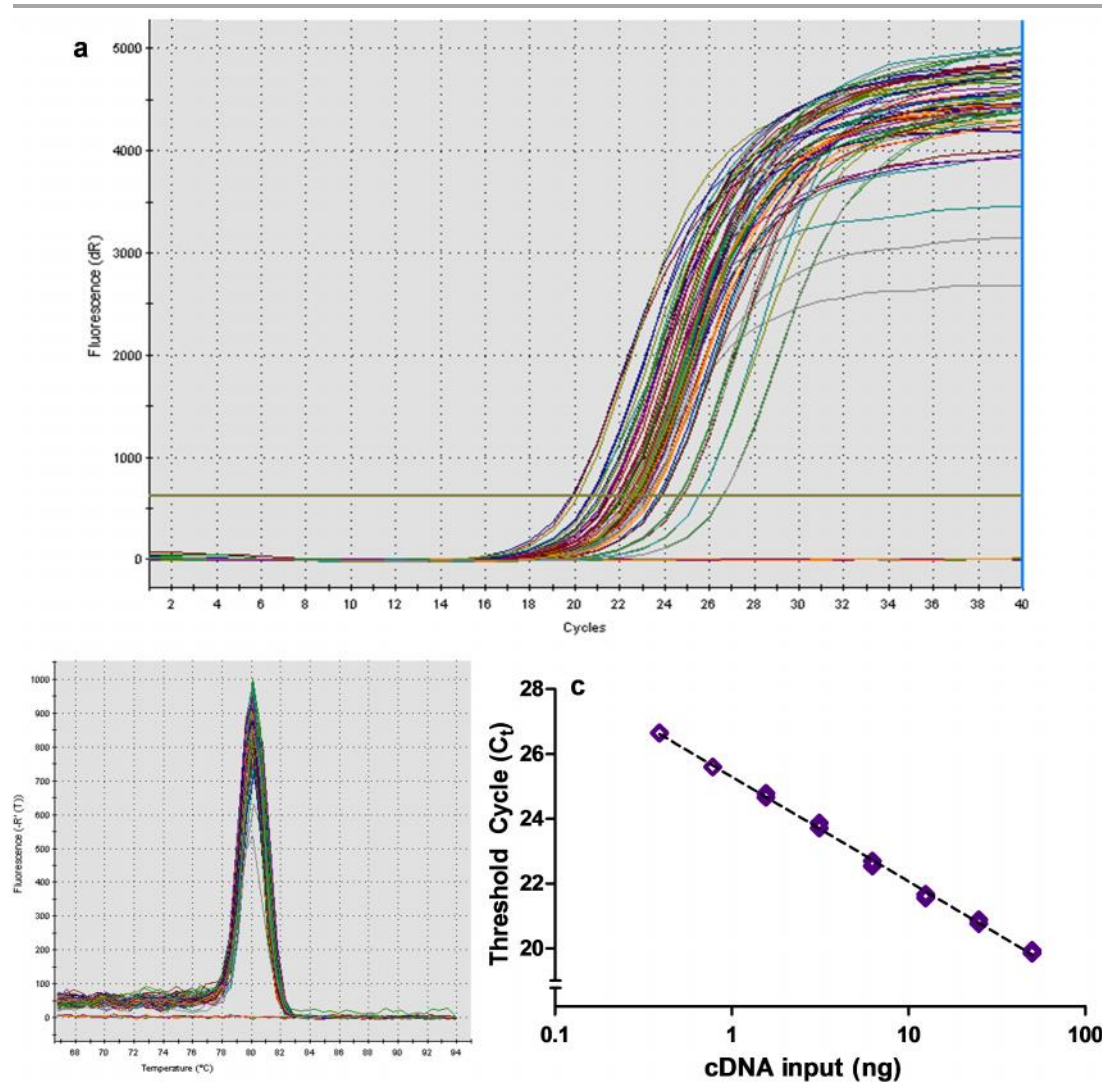 a
5000
4000
3000
2000
1000
0
Fluorescence (dR)
2 4 6 8 10 12 14 16 18 20 22 24 26 28 30 32 34 36 38 40
Cycles
1000
900
800
700
600
500
400
300
200
100
0
Fluorescence (-R' (T))
68 70 72 74 76 78 80 82 84 86 88 90 92 94
Temperature (°C)
c
28
26
24
22
20
Threshold Cycle (Ct)
0.1 1 10 100
cDNA input (ng)